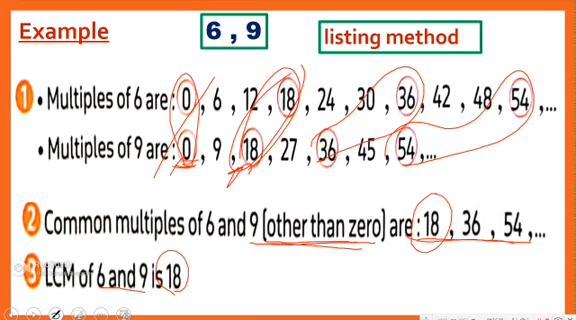 Example
6 , 9
listing method
1 • Multiples of 6 are: 0 , 6 , 12 , 18 , 24 , 30 , 36 , 42 , 48 , 54 ,...
• Multiples of 9 are: 0 , 9 , 18 , 27 , 36 , 45 , 54 ,...
2 Common multiples of 6 and 9 (other than zero) are : 18 , 36 , 54 ,...
3 LCM of 6 and 9 is 18